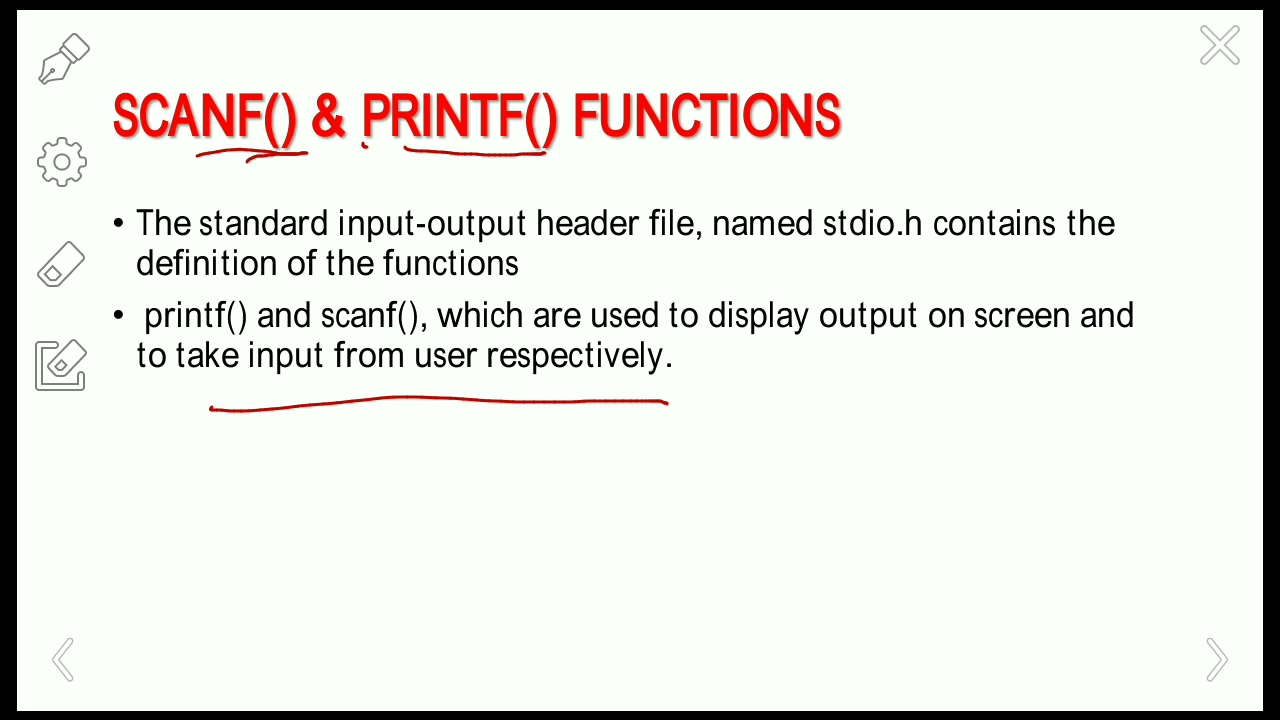 SCANF() & PRINTF() FUNCTIONS
• The standard input-output header file, named stdio.h contains the
definition of the functions
• printf() and scanf(), which are used to display output on screen and
to take input from user respectively.